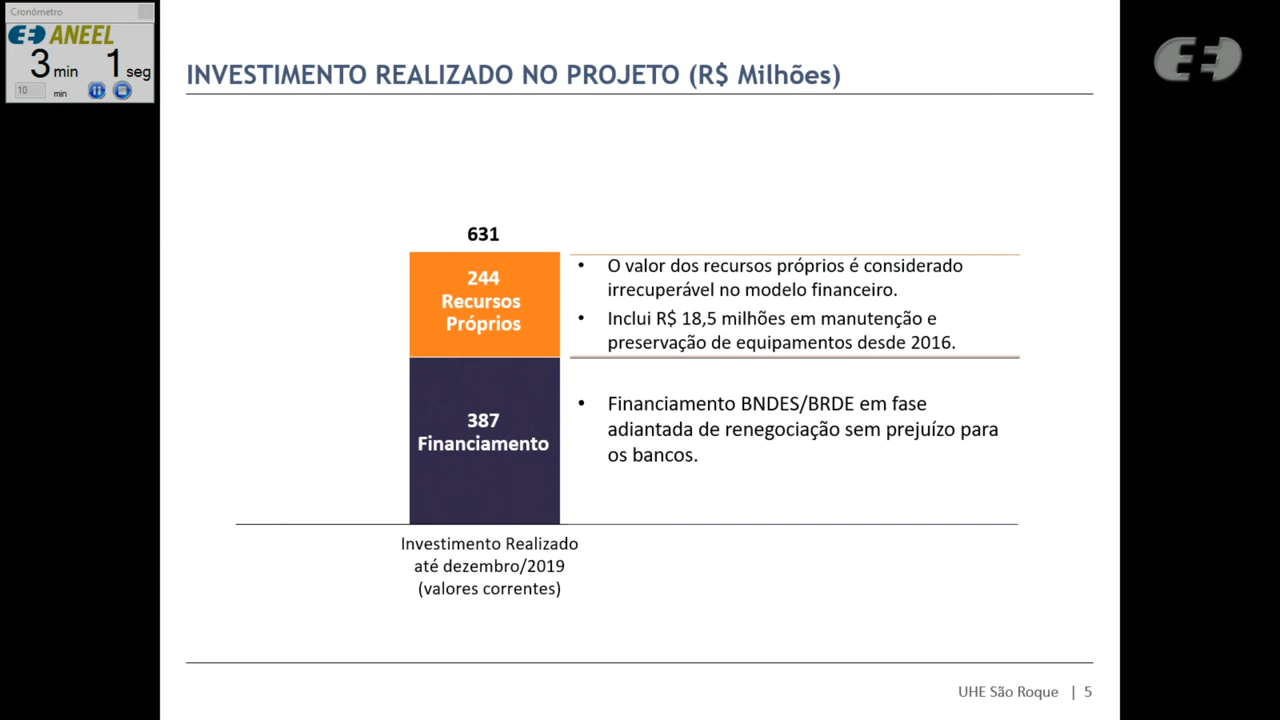 Cronômetro
ANEEL
3 min 1 seg
10 min
INVESTIMENTO REALIZADO NO PROJETO (R$ Milhões)
631
244
Recursos
Próprios
• O valor dos recursos próprios é considerado
irrecuperável no modelo financeiro.
• Inclui R$ 18,5 milhões em manutenção e
preservação de equipamentos desde 2016.
387
Financiamento
• Financiamento BNDES/BRDE em fase
adiantada de renegociação sem prejuízo para
os bancos.
Investimento Realizado
até dezembro/2019
(valores correntes)
UHE São Roque | 5